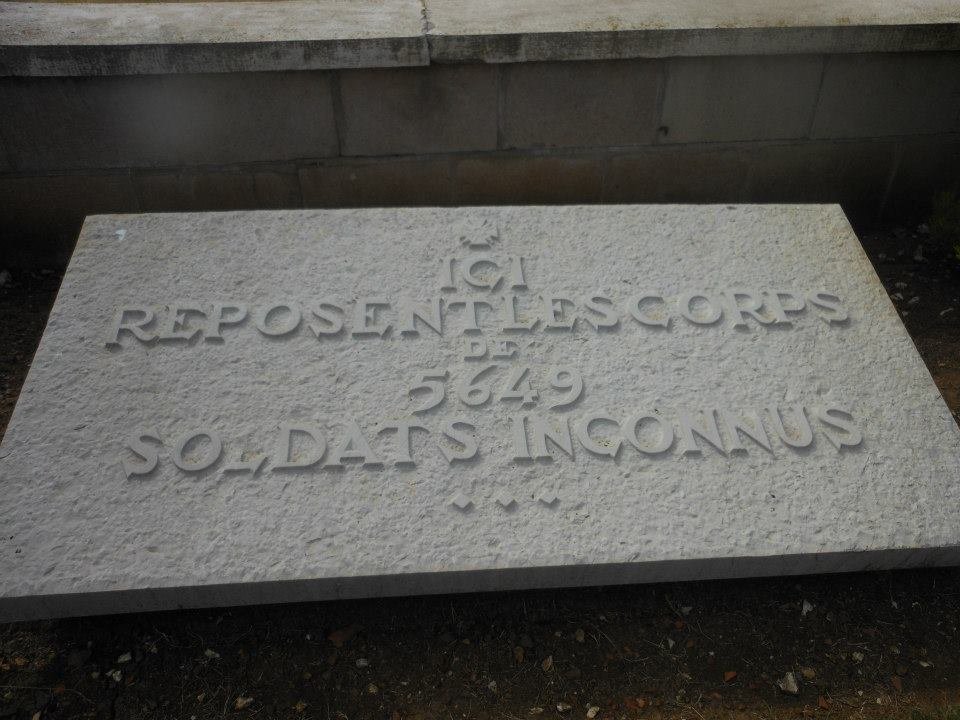 ICI
REPOSENT LES CORPS
DE
5649
SOLDATS INCONNUS